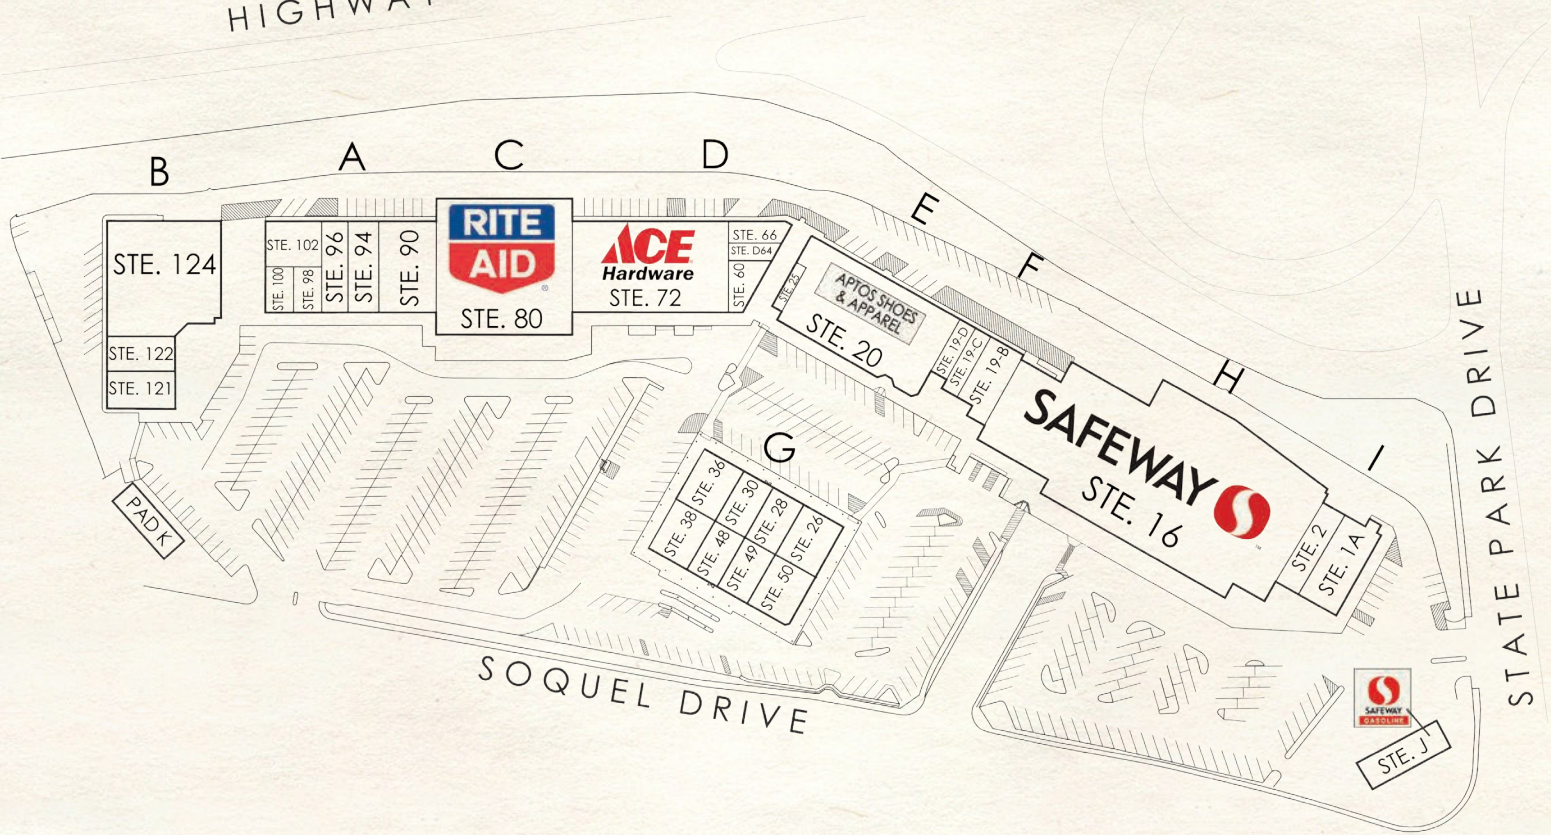 HIGHWAY
B
A
C
D
E
F
H
I
G
STE. 124
STE. 122
STE. 121
PAD K
STE. 102
STE. 100
STE. 98
STE. 96
STE. 94
STE. 90
RITE
AID
®
STE. 80
ACE
Hardware
STE. 72
STE. 66
STE. D64
STE. 60
STE. 25
APTOS SHOES
& APPAREL
STE. 20
STE. 19-D
STE. 19-C
STE. 19-B
SAFEWAY
™
STE. 16
STE. 2
STE. 1A
STE. 36
STE. 30
STE. 28
STE. 26
STE. 38
STE. 48
STE. 49
STE. 50
SAFEWAY
GASOLINE
STE. J
SOQUEL DRIVE
STATE PARK DRIVE